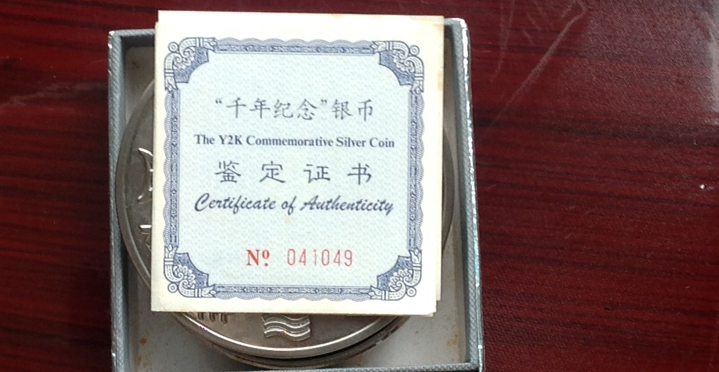 “千年纪念”银币
The Y2K Commemorative Silver Coin
鉴定证书
Certificate of Authenticity
Nº 041049